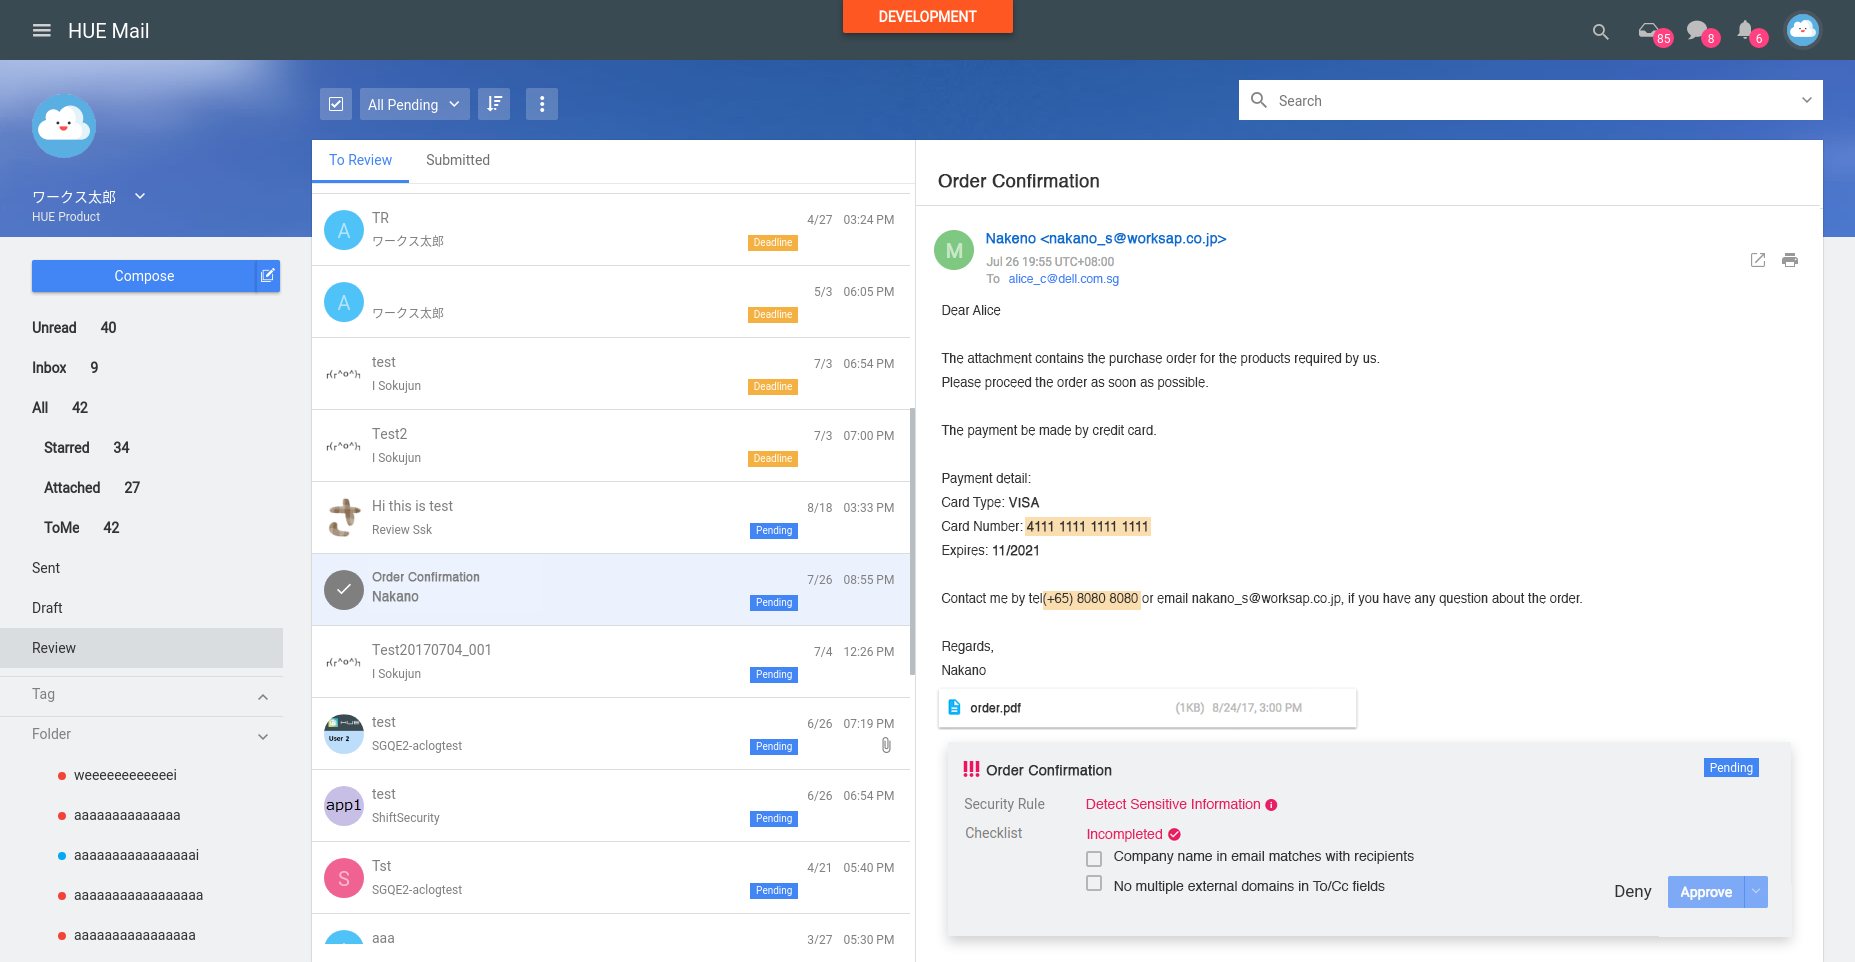 HUE Mail
DEVELOPMENT
85
8
6
ワークス太郎
HUE Product
All Pending
Search
Compose
Unread 40
Inbox 9
All 42
Starred 34
Attached 27
ToMe 42
Sent
Draft
Review
Tag
Folder
weeeeeeeeeeeei
aaaaaaaaaaaaaa
aaaaaaaaaaaaaaaai
aaaaaaaaaaaaaaaaa
aaaaaaaaaaaaaaaa
To Review Submitted
A
TR 4/27 03:24 PM
ワークス太郎 Deadline
A
5/3 06:05 PM
ワークス太郎 Deadline
test 7/3 06:54 PM
I Sokujun Deadline
Test2 7/3 07:00 PM
I Sokujun Deadline
Hi this is test 8/18 03:33 PM
Review Ssk Pending
Order Confirmation 7/26 08:55 PM
Nakano Pending
Test20170704_001 7/4 12:26 PM
I Sokujun Pending
HUE
User 2
test 6/26 07:19 PM
SGQE2-aclogtest Pending
app1
test 6/26 06:54 PM
ShiftSecurity Pending
S
Tst 4/21 05:40 PM
SGQE2-aclogtest Pending
aaa 3/27 05:30 PM
Order Confirmation
M
Nakeno <nakano_s@worksap.co.jp>
Jul 26 19:55 UTC+08:00
To alice_c@dell.com.sg
Dear Alice
The attachment contains the purchase order for the products required by us.
Please proceed the order as soon as possible.
The payment be made by credit card.
Payment detail:
Card Type: VISA
Card Number: 4111 1111 1111 1111
Expires: 11/2021
Contact me by tel(+65) 8080 8080 or email nakano_s@worksap.co.jp, if you have any question about the order.
Regards,
Nakano
order.pdf (1KB) 8/24/17, 3:00 PM
Order Confirmation Pending
Security Rule Detect Sensitive Information
Checklist Incompleted
Company name in email matches with recipients
No multiple external domains in To/Cc fields
Deny Approve